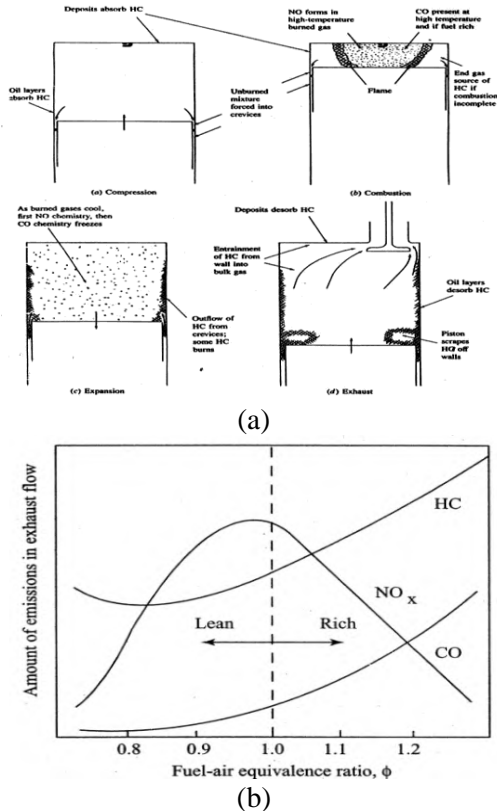 Deposits absorb HC
Oil layers
absorb HC
Unburned
mixture
forced into
crevices
(a) Compression
NO forms in
high-temperature
burned gas
CO present at
high temperature
and if fuel rich
Flame
End gas
source of
HC if
combustion
incomplete
(b) Combustion
As burned gases cool,
first NO chemistry, then
CO chemistry freezes
Outflow of
HC from
crevices;
some HC
burns
(c) Expansion
Deposits desorb HC
Entrainment
of HC from
wall into
bulk gas
Oil layers
desorb HC
Piston
scrapes
HC off
walls
(d) Exhaust
(a)
Amount of emissions in exhaust flow
HC
NOx
CO
Lean
Rich
0.8 0.9 1.0 1.1 1.2
Fuel-air equivalence ratio, ϕ
(b)